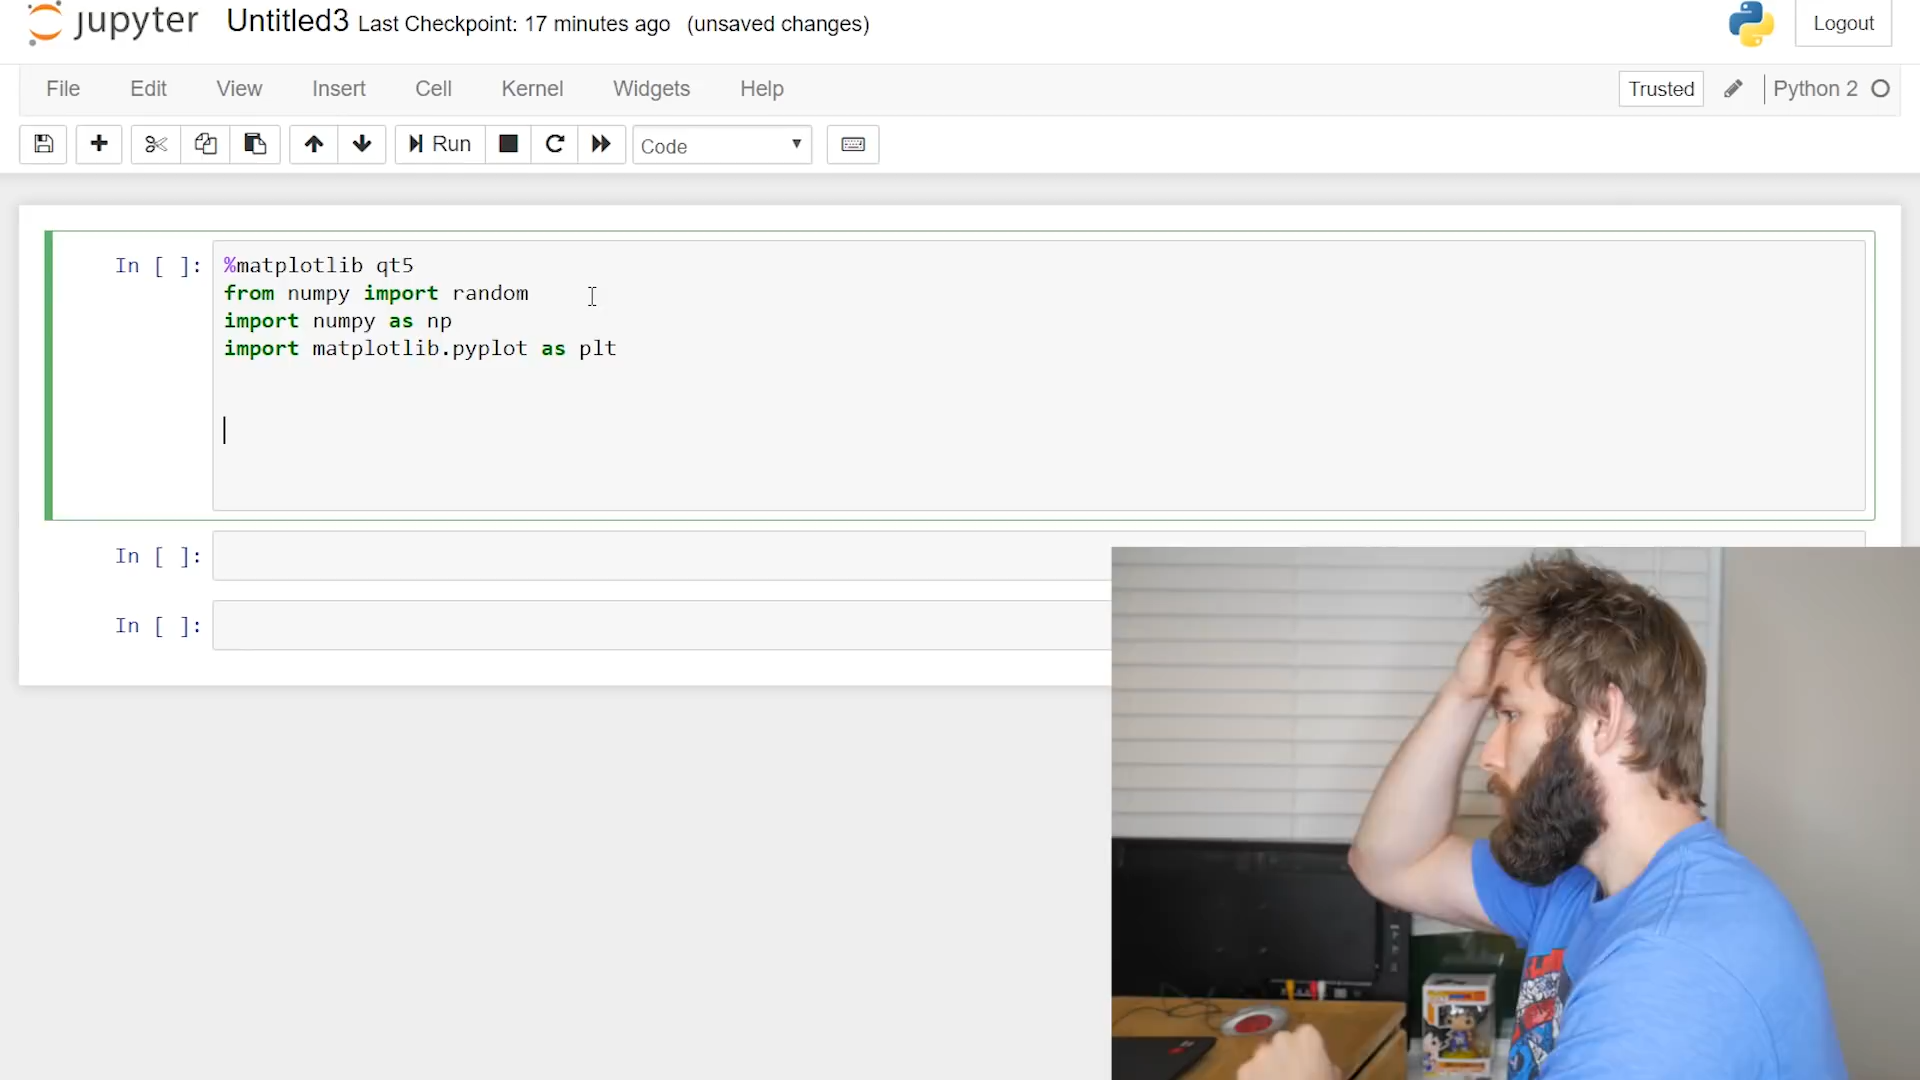 jupyter Untitled3 Last Checkpoint: 17 minutes ago (unsaved changes) Logout
File Edit View Insert Cell Kernel Widgets Help Trusted Python 2
Run Code
In [ ]: %matplotlib qt5
from numpy import random
import numpy as np
import matplotlib.pyplot as plt
In [ ]:
In [ ]: